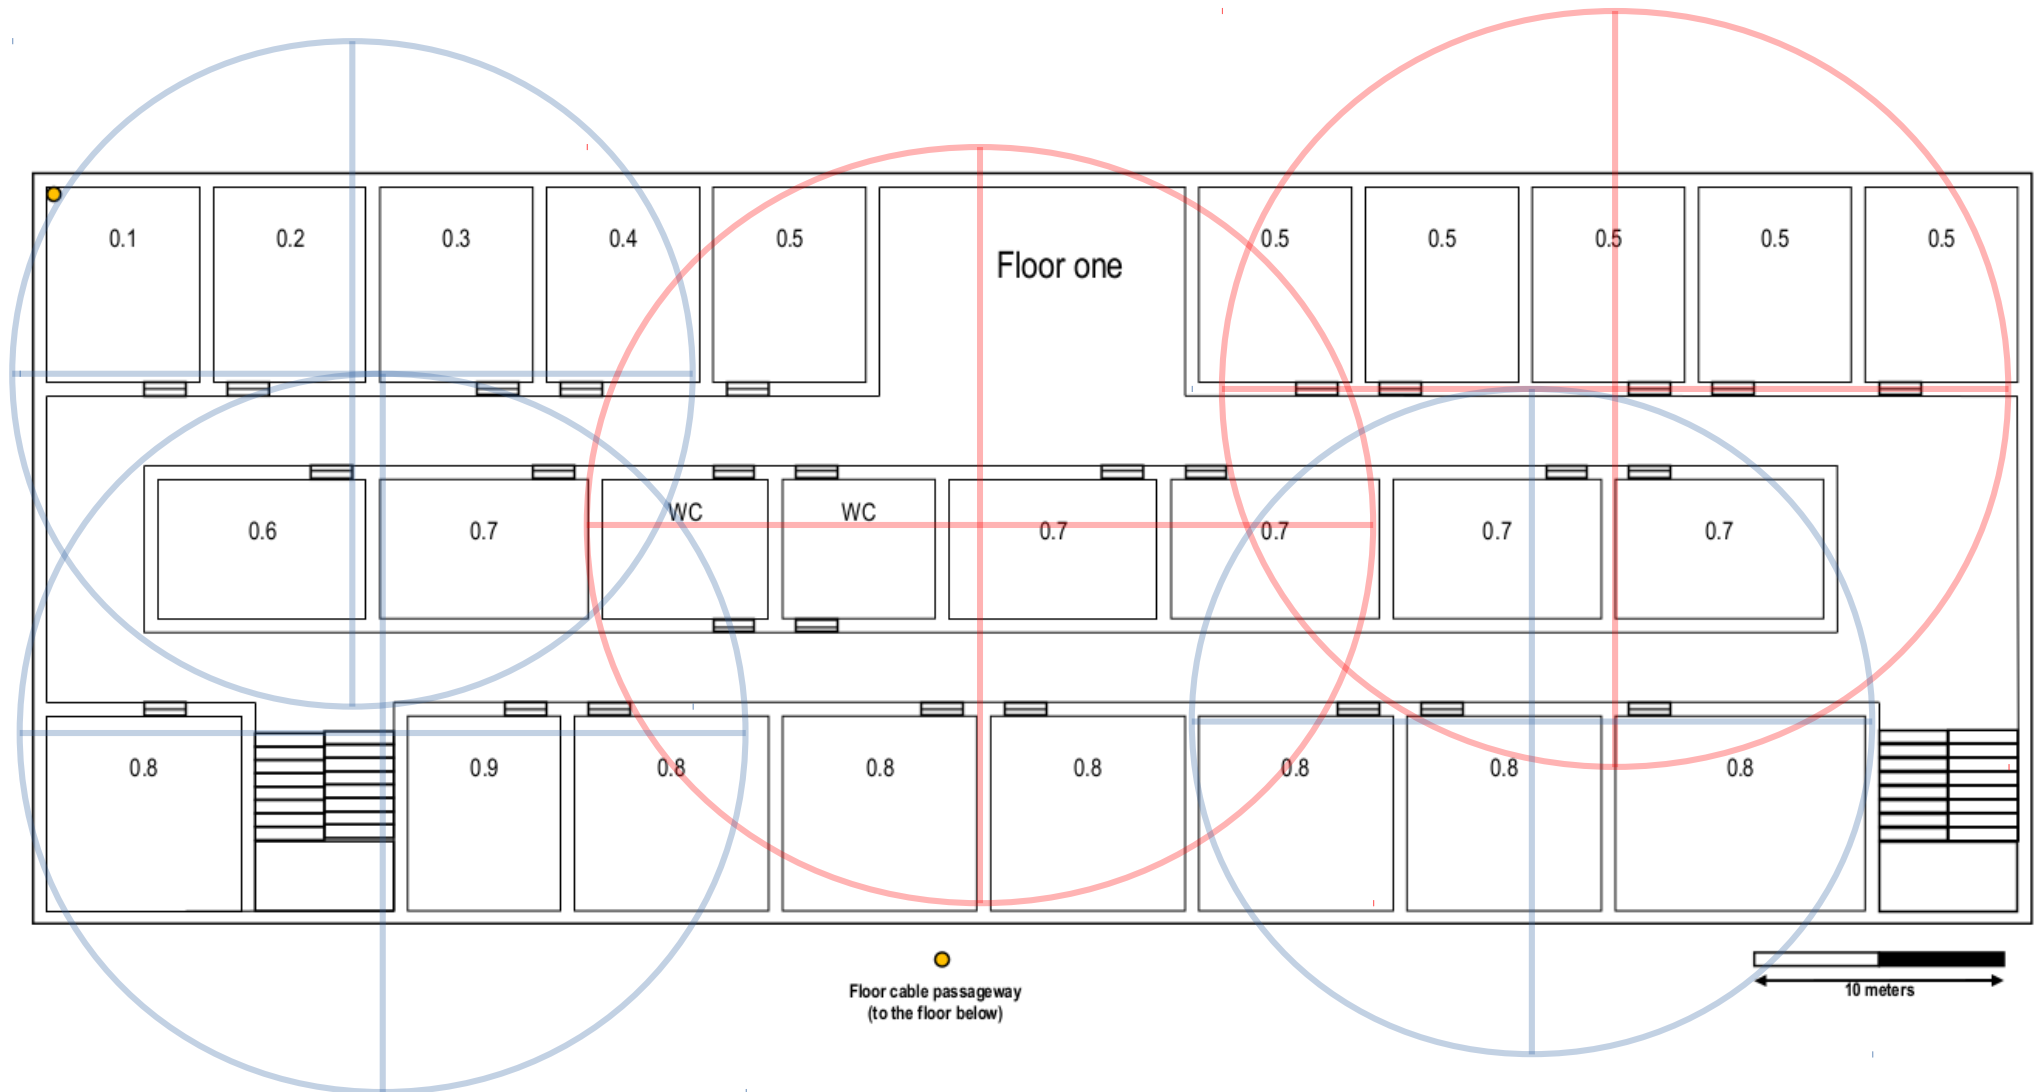 0.1 0.2 0.3 0.4 0.5 0.5 0.5 0.5 0.5 0.5
Floor one
WC WC
0.6 0.7 0.7 0.7 0.7 0.7
0.8 0.9 0.8 0.8 0.8 0.8 0.8 0.8
Floor cable passageway
(to the floor below)
10 meters